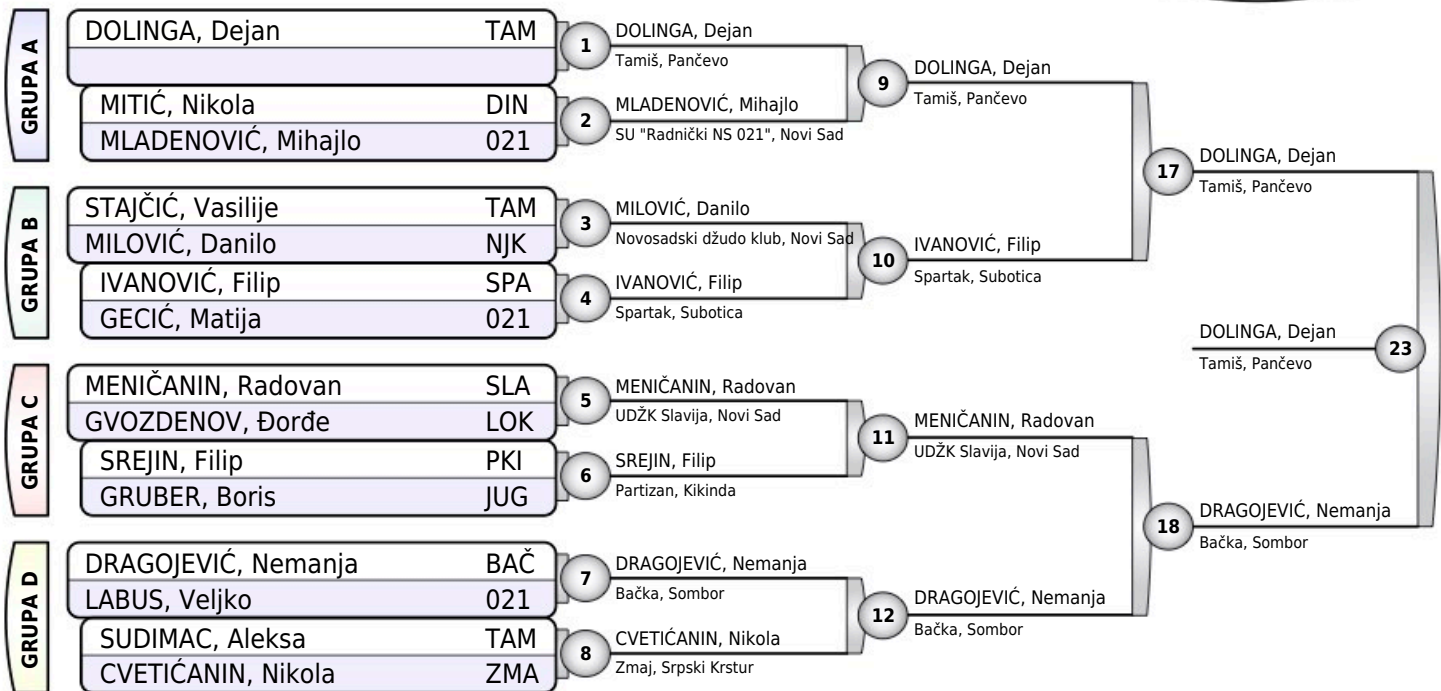 GRUPA A
DOLINGA, Dejan TAM
MITIĆ, Nikola DIN
MLADENOVIĆ, Mihajlo 021
GRUPA B
STAJČIĆ, Vasilije TAM
MILOVIĆ, Danilo NJK
IVANOVIĆ, Filip SPA
GECIĆ, Matija 021
GRUPA C
MENIČANIN, Radovan SLA
GVOZDENOV, Đorđe LOK
SREJIN, Filip PKI
GRUBER, Boris JUG
GRUPA D
DRAGOJEVIĆ, Nemanja BAČ
LABUS, Veljko 021
SUDIMAC, Aleksa TAM
CVETIĆANIN, Nikola ZMA
1
DOLINGA, Dejan
Tamiš, Pančevo
2
MLADENOVIĆ, Mihajlo
SU "Radnički NS 021", Novi Sad
3
MILOVIĆ, Danilo
Novosadski džudo klub, Novi Sad
4
IVANOVIĆ, Filip
Spartak, Subotica
5
MENIČANIN, Radovan
UDŽK Slavija, Novi Sad
6
SREJIN, Filip
Partizan, Kikinda
7
DRAGOJEVIĆ, Nemanja
Bačka, Sombor
8
CVETIĆANIN, Nikola
Zmaj, Srpski Krstur
9
DOLINGA, Dejan
Tamiš, Pančevo
10
IVANOVIĆ, Filip
Spartak, Subotica
11
MENIČANIN, Radovan
UDŽK Slavija, Novi Sad
12
DRAGOJEVIĆ, Nemanja
Bačka, Sombor
17
DOLINGA, Dejan
Tamiš, Pančevo
18
DRAGOJEVIĆ, Nemanja
Bačka, Sombor
DOLINGA, Dejan
Tamiš, Pančevo
23